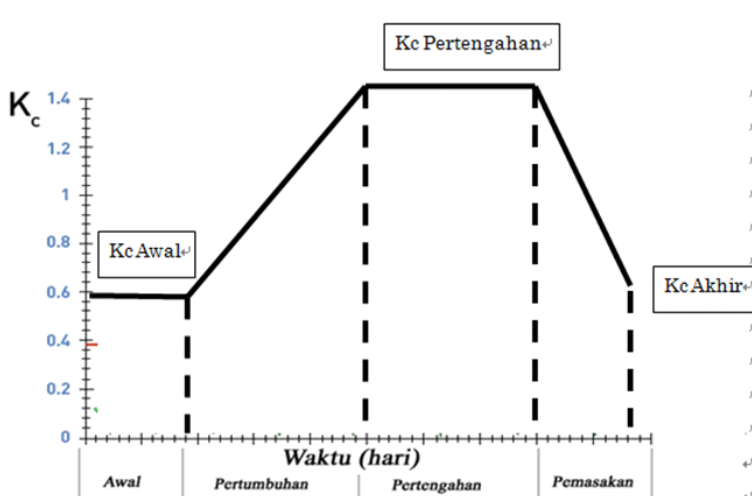 Kc Pertengahan
Kc
1.4
1.2
1
0.8
Kc Awal
0.6
Kc Akhir
0.4
0.2
0
Waktu (hari)
Awal
Pertumbuhan
Pertengahan
Pemasakan